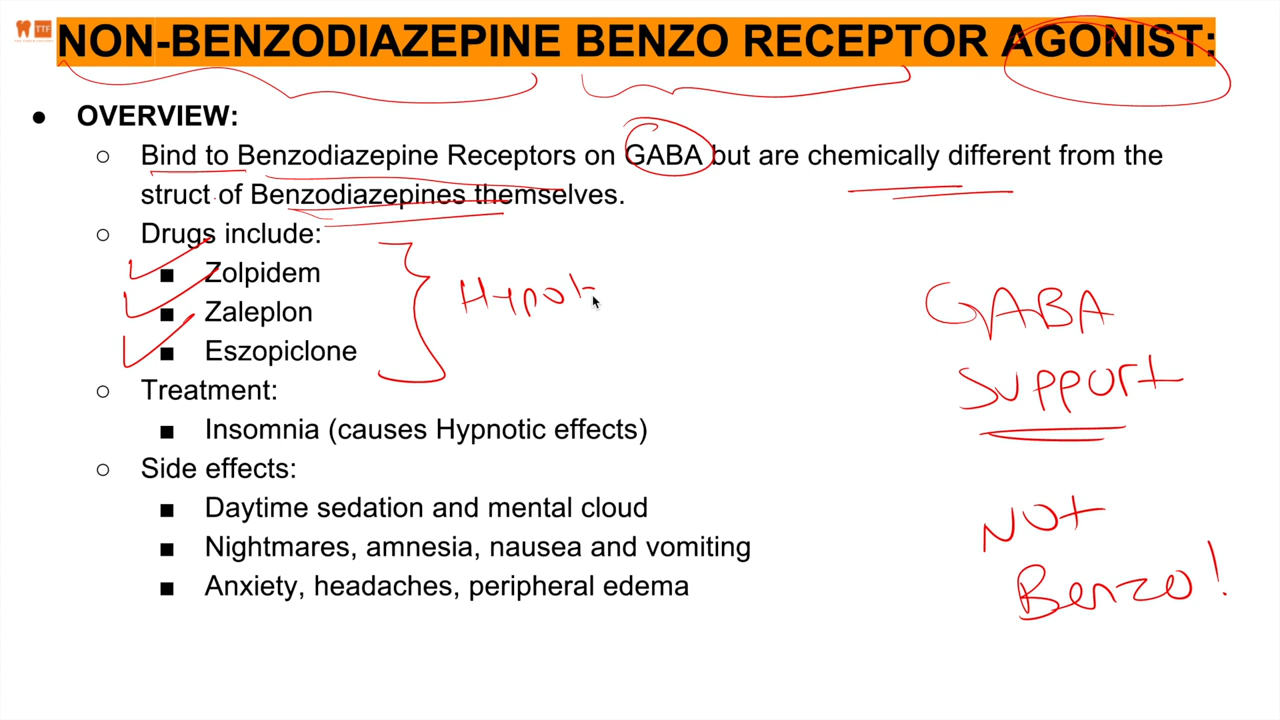 TTF
NON-BENZODIAZEPINE BENZO RECEPTOR AGONIST:
● OVERVIEW:
○ Bind to Benzodiazepine Receptors on GABA but are chemically different from the
struct of Benzodiazepines themselves.
○ Drugs include:
■ Zolpidem
■ Zaleplon
■ Eszopiclone
Hypot
○ Treatment:
■ Insomnia (causes Hypnotic effects)
○ Side effects:
■ Daytime sedation and mental cloud
■ Nightmares, amnesia, nausea and vomiting
■ Anxiety, headaches, peripheral edema
GABA
support
Not
Benzo!